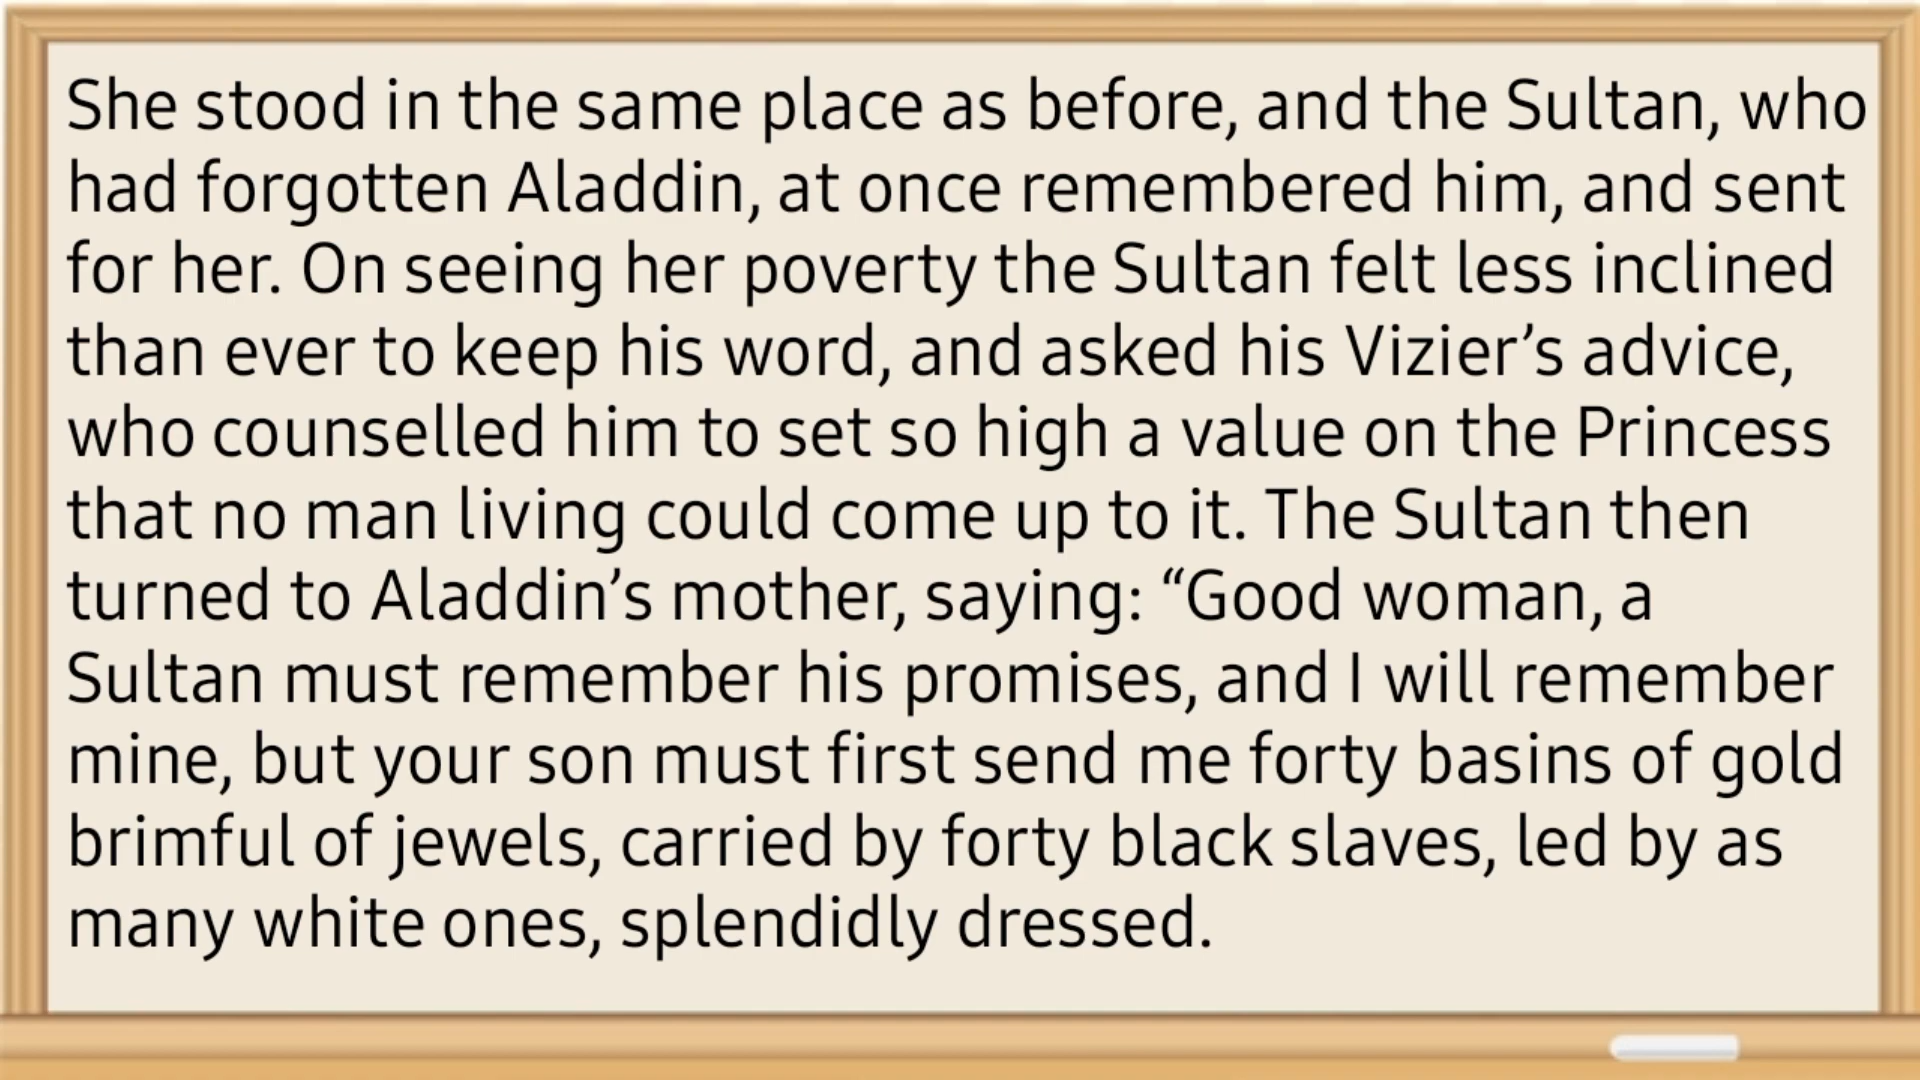 She stood in the same place as before, and the Sultan, who
had forgotten Aladdin, at once remembered him, and sent
for her. On seeing her poverty the Sultan felt less inclined
than ever to keep his word, and asked his Vizier’s advice,
who counselled him to set so high a value on the Princess
that no man living could come up to it. The Sultan then
turned to Aladdin’s mother, saying: “Good woman, a
Sultan must remember his promises, and I will remember
mine, but your son must first send me forty basins of gold
brimful of jewels, carried by forty black slaves, led by as
many white ones, splendidly dressed.